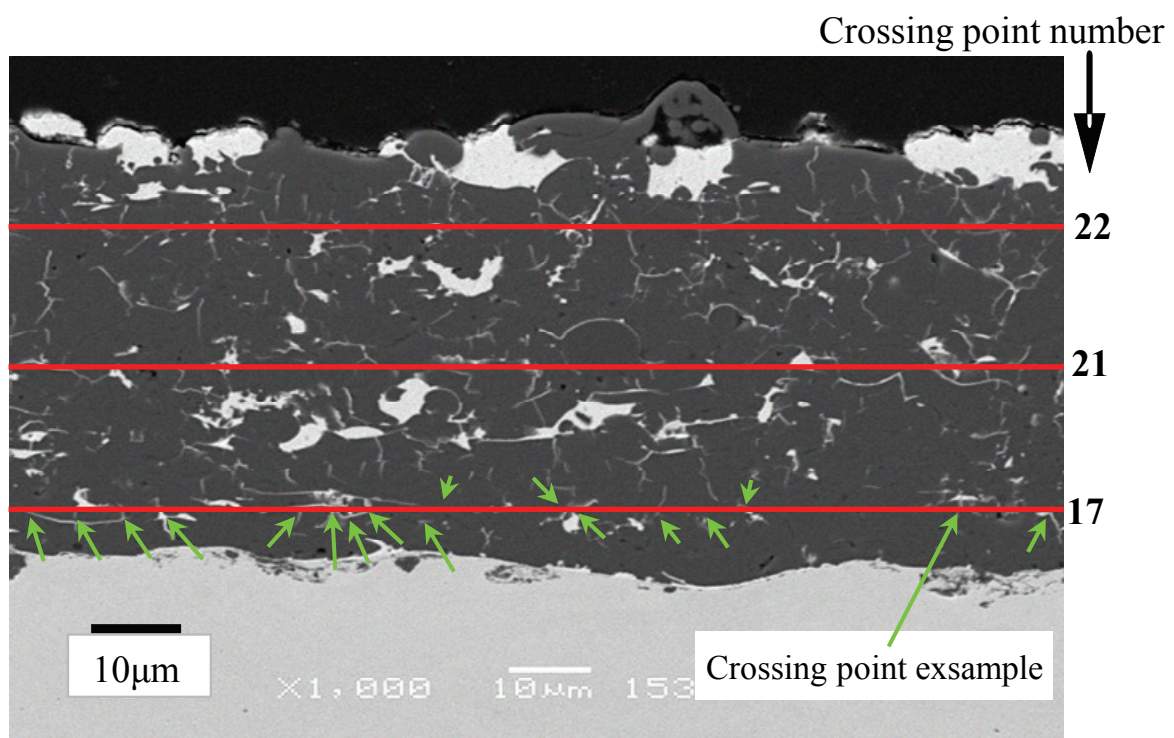 Crossing point number
22
21
17
10μm
Crossing point exsample
X1,000 10μm 153